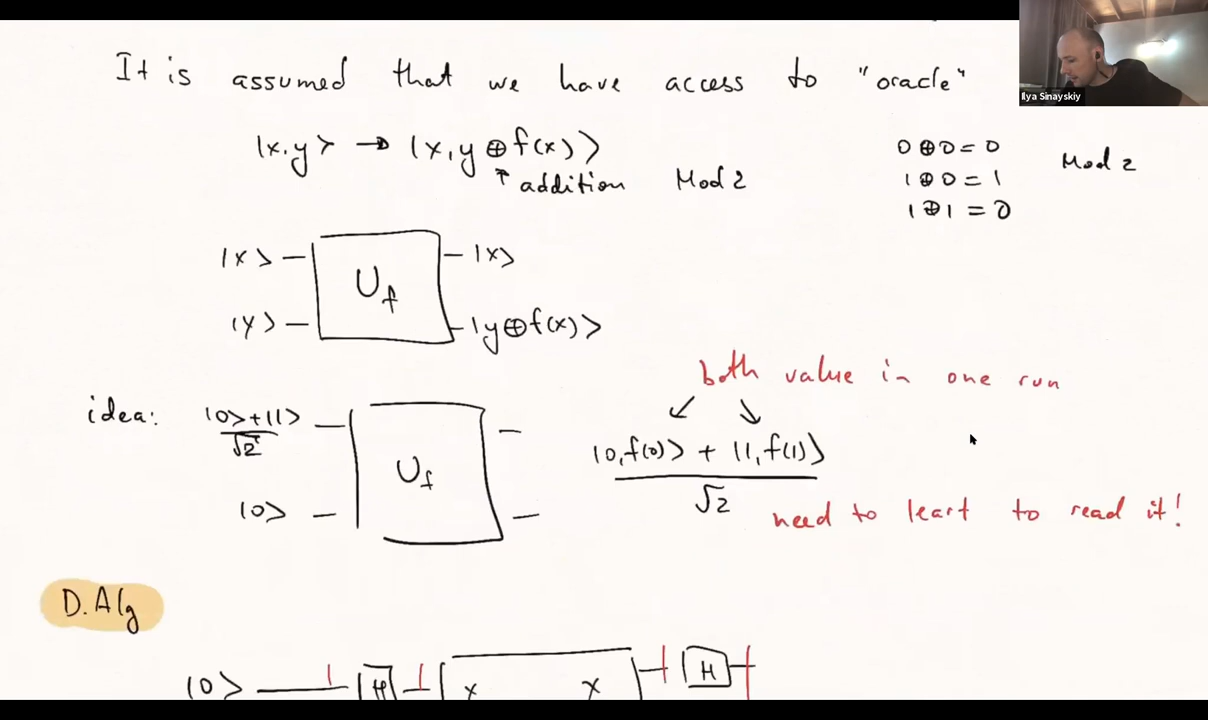 It is assumed that we have access to "oracle"
|x,y> → |x,y⊕f(x)>
↑ addition Mod 2
0⊕0=0
1⊕0=1
1⊕1=0
Mod 2
|x> U_f |x>
|y> |y⊕f(x)>
both value in one run
idea: (|0>+|1>)/√2 U_f (|0,f(0)> + |1,f(1)>)/√2
|0>
need to leart to read it!
D.Alg
|0> H x x H
Ilya Sinayskiy